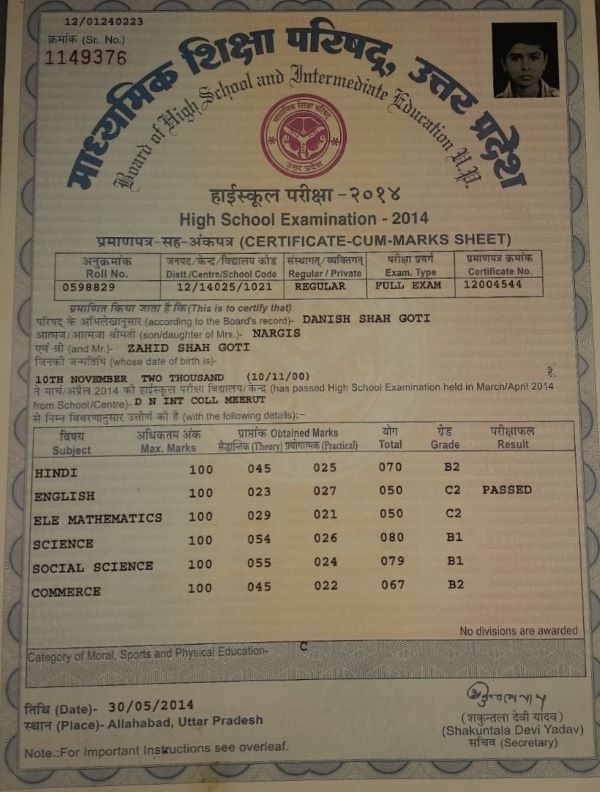 12/01240223
क्रमांक (Sr. No.)
1149376
माध्यमिक शिक्षा परिषद, उत्तर प्रदेश
Board of High School and Intermediate Education U.P.
माध्यमिक शिक्षा परिषद्
उत्तर प्रदेश
हाईस्कूल परीक्षा -२०१४
High School Examination - 2014
प्रमाणपत्र-सह-अंकपत्र (CERTIFICATE-CUM-MARKS SHEET)
अनुक्रमांक जनपद/केन्द्र/विद्यालय कोड संस्थागत/व्यक्तिगत परीक्षा प्रवर्ग प्रमाणपत्र क्रमांक
Roll No. Distt./Centre/School Code Regular / Private Exam. Type Certificate No.
0598829 12/14025/1021 REGULAR FULL EXAM 12004544
प्रमाणित किया जाता है कि (This is to certify that)
परिषद् के अभिलेखानुसार (according to the Board's record)- DANISH SHAH GOTI
आत्मज/आत्मजा श्रीमती (son/daughter of Mrs.)- NARGIS
एवं श्री (and Mr.)- ZAHID SHAH GOTI
जिनकी जन्मतिथि (whose date of birth is)-
10TH NOVEMBER TWO THOUSAND (10/11/00) है,
ने मार्च/अप्रैल 2014 की हाईस्कूल परीक्षा विद्यालय/केन्द्र (has passed High School Examination held in March/April 2014
from School/Centre)- D N INT COLL MEERUT
से निम्न विवरणानुसार उत्तीर्ण की है (with the following details);-
विषय अधिकतम अंक प्राप्तांक Obtained Marks योग ग्रेड परीक्षाफल
Subject Max. Marks सैद्धान्तिक (Theory) प्रयोगात्मक (Practical) Total Grade Result
HINDI 100 045 025 070 B2
ENGLISH 100 023 027 050 C2 PASSED
ELE MATHEMATICS 100 029 021 050 C2
SCIENCE 100 054 026 080 B1
SOCIAL SCIENCE 100 055 024 079 B1
COMMERCE 100 045 022 067 B2
No divisions are awarded
Category of Moral, Sports and Physical Education- C
तिथि (Date)- 30/05/2014
स्थान (Place)- Allahabad, Uttar Pradesh
(शकुन्तला देवी यादव)
(Shakuntala Devi Yadav)
सचिव (Secretary)
Note.:For Important Instructions see overleaf.